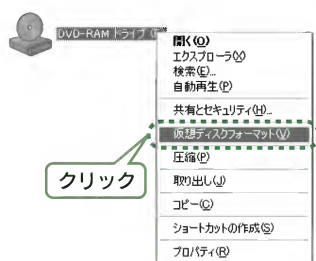 DVD-RAM ドライブ
開く(O)
エクスプローラ(X)
検索(E)...
自動再生(P)
共有とセキュリティ(H)...
仮想ディスクフォーマット(V)
圧縮(P)
クリック
取り出し(J)
コピー(C)
ショートカットの作成(S)
プロパティ(R)